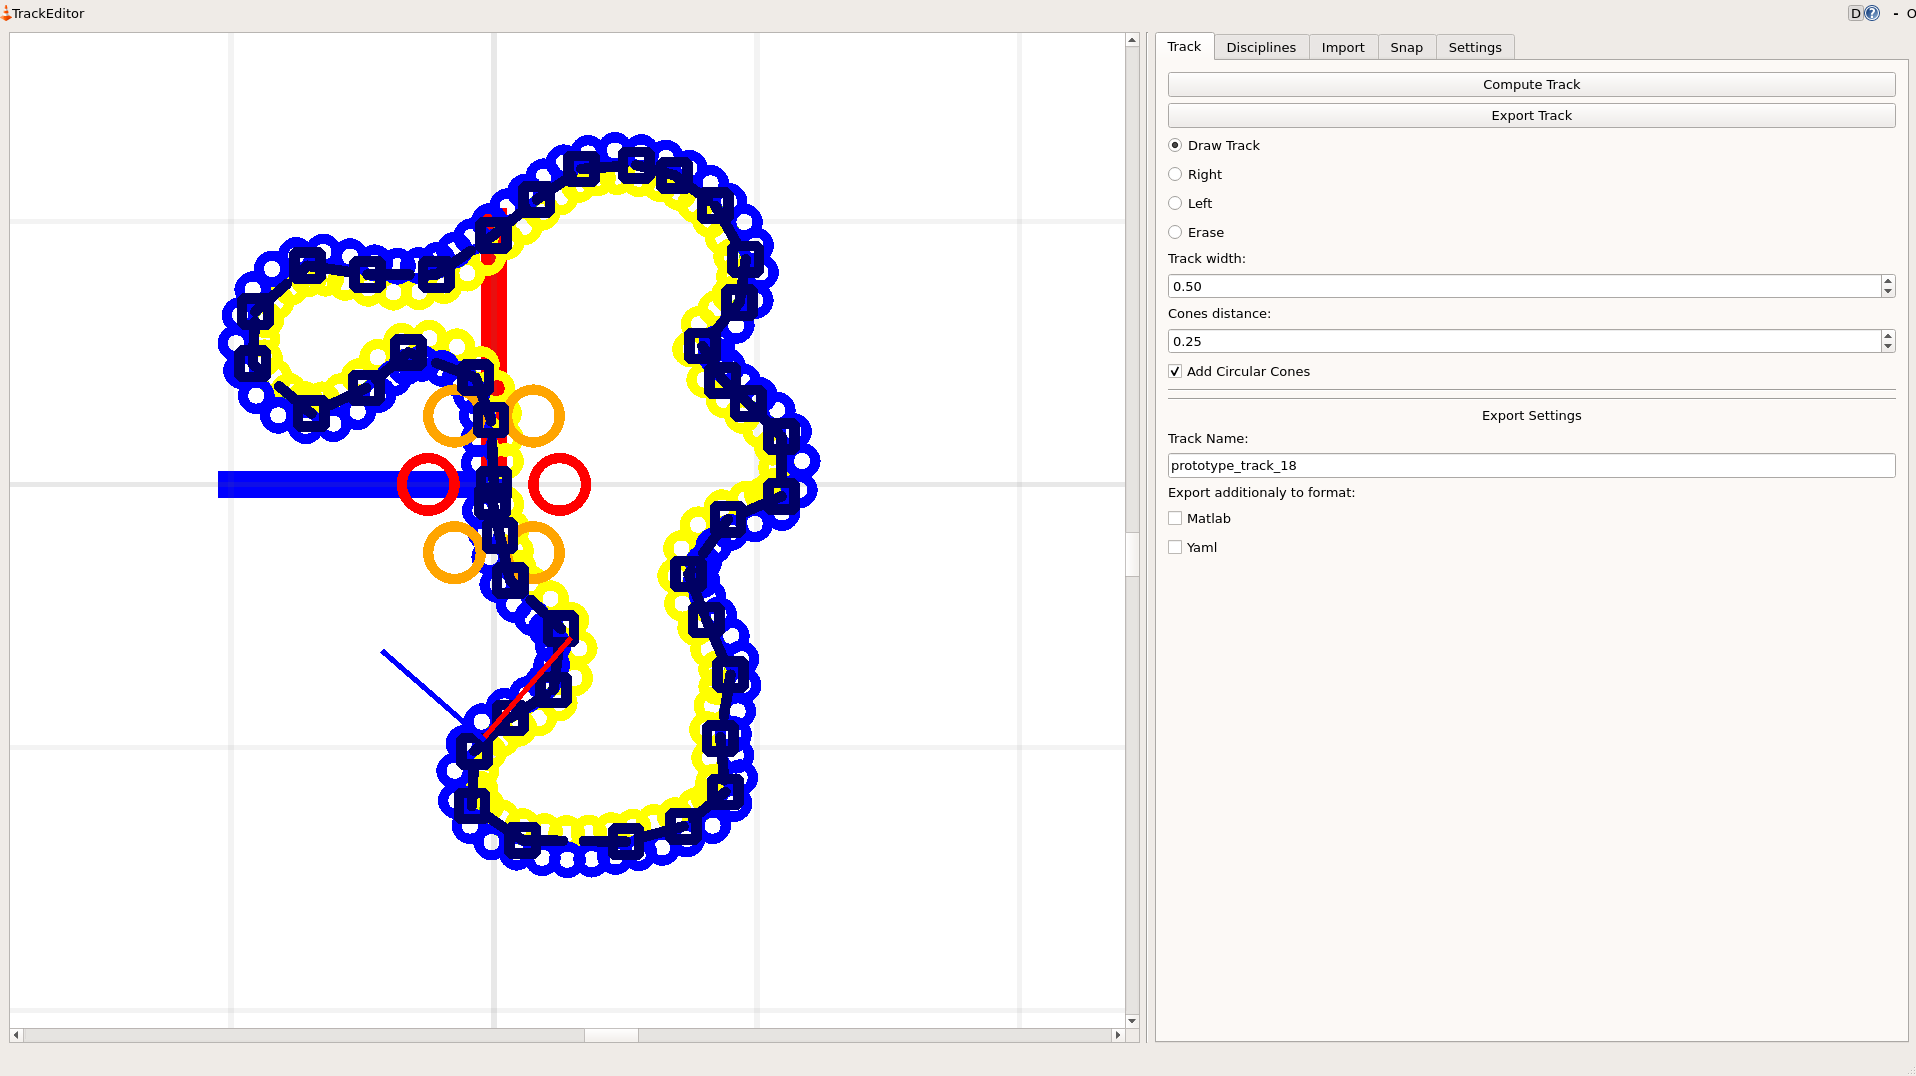 TrackEditor
D ? - O
Track Disciplines Import Snap Settings
Compute Track
Export Track
Draw Track
Right
Left
Erase
Track width:
0.50
Cones distance:
0.25
Add Circular Cones
Export Settings
Track Name:
prototype_track_18
Export additionaly to format:
Matlab
Yaml